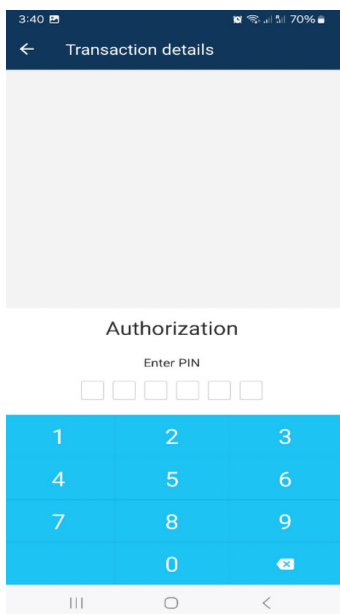 3:40 70%
Transaction details
Authorization
Enter PIN
1 2 3
4 5 6
7 8 9
0